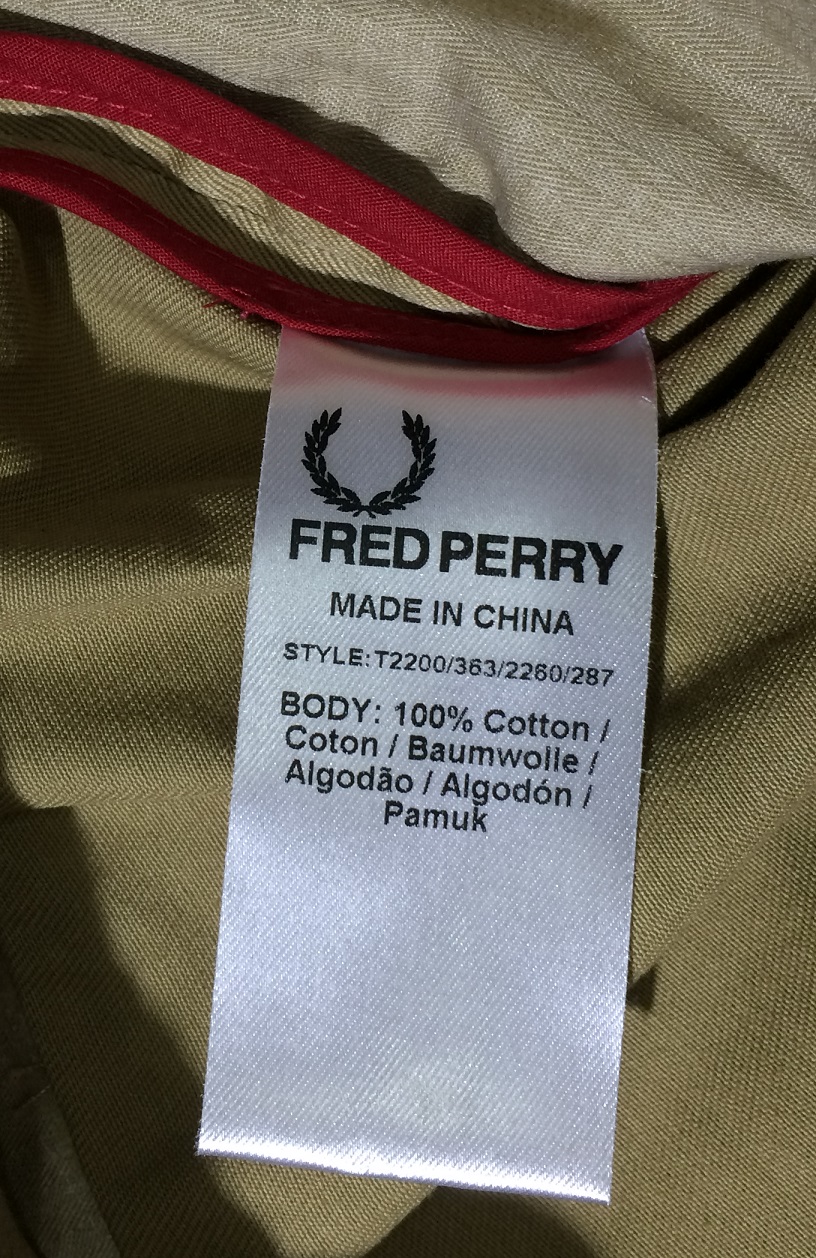 FRED PERRY
MADE IN CHINA
STYLE:T2200/363/2260/287
BODY: 100% Cotton /
Coton / Baumwolle /
Algodão / Algodón /
Pamuk